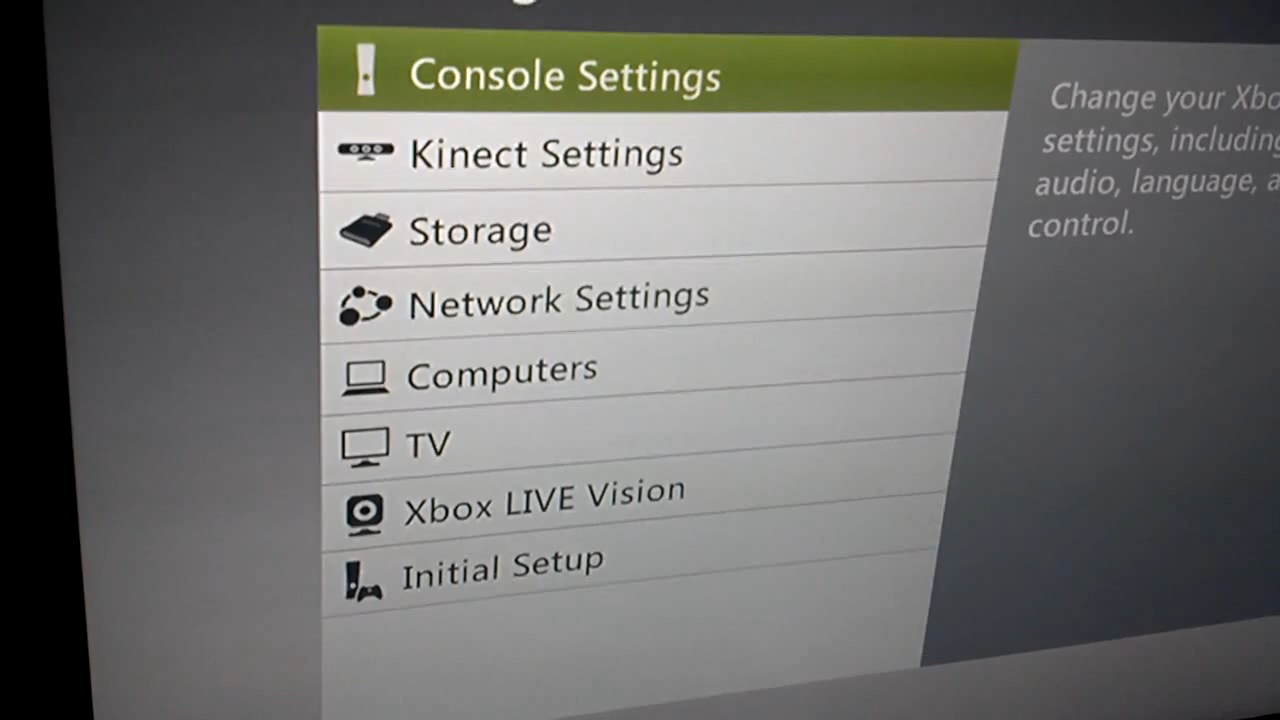 Console Settings
Kinect Settings
Storage
Network Settings
Computers
TV
Xbox LIVE Vision
Initial Setup
Change your
settings,
audio, language,
control.